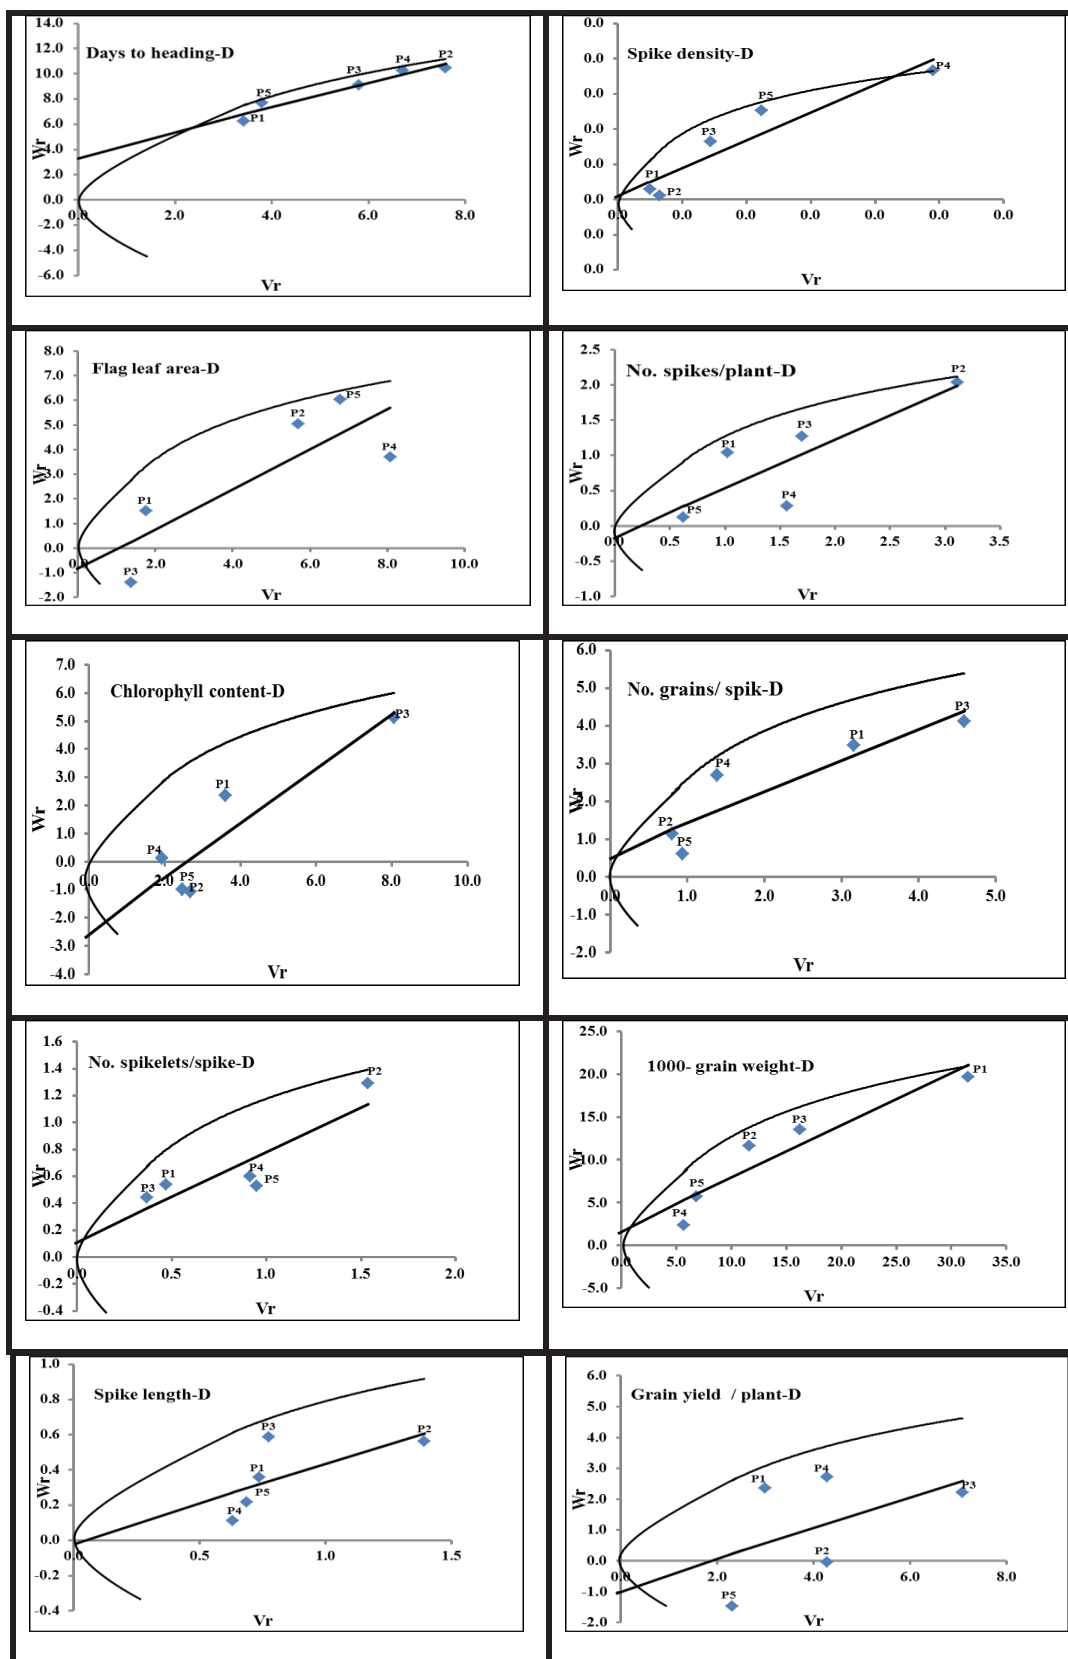 Days to heading-D
14.0
12.0
10.0
8.0
6.0
4.0
2.0
0.0
-2.0
-4.0
-6.0
Wr
P1
P5
P3
P4
P2
0.0 2.0 4.0 6.0 8.0
Vr
Spike density-D
0.0
0.0
0.0
0.0
0.0
0.0
0.0
0.0
Wr
P1
P2
P3
P5
P4
0.0 0.0 0.0 0.0 0.0 0.0 0.0
Vr
Flag leaf area-D
8.0
7.0
6.0
5.0
4.0
3.0
2.0
1.0
0.0
-1.0
-2.0
Wr
P1
P3
P2
P5
P4
0.0 2.0 4.0 6.0 8.0 10.0
Vr
No. spikes/plant-D
2.5
2.0
1.5
1.0
0.5
0.0
-0.5
-1.0
Wr
P5
P1
P3
P4
P2
0.0 0.5 1.0 1.5 2.0 2.5 3.0 3.5
Vr
Chlorophyll content-D
7.0
6.0
5.0
4.0
3.0
2.0
1.0
0.0
-1.0
-2.0
-3.0
-4.0
Wr
P4
P5
P2
P1
P3
0.0 2.0 4.0 6.0 8.0 10.0
Vr
No. grains/ spik-D
6.0
5.0
4.0
3.0
2.0
1.0
0.0
-1.0
-2.0
Wr
P2
P5
P4
P1
P3
0.0 1.0 2.0 3.0 4.0 5.0
Vr
No. spikelets/spike-D
1.6
1.4
1.2
1.0
0.8
0.6
0.4
0.2
0.0
-0.2
-0.4
Wr
P3
P1
P4
P5
P2
0.0 0.5 1.0 1.5 2.0
Vr
1000- grain weight-D
25.0
20.0
15.0
10.0
5.0
0.0
-5.0
Wr
P4
P5
P2
P3
P1
0.0 5.0 10.0 15.0 20.0 25.0 30.0 35.0
Vr
Spike length-D
1.0
0.8
0.6
0.4
0.2
0.0
-0.2
-0.4
Wr
P4
P5
P1
P3
P2
0.0 0.5 1.0 1.5
Vr
Grain yield / plant-D
6.0
5.0
4.0
3.0
2.0
1.0
0.0
-1.0
-2.0
Wr
P5
P1
P4
P2
P3
0.0 2.0 4.0 6.0 8.0
Vr